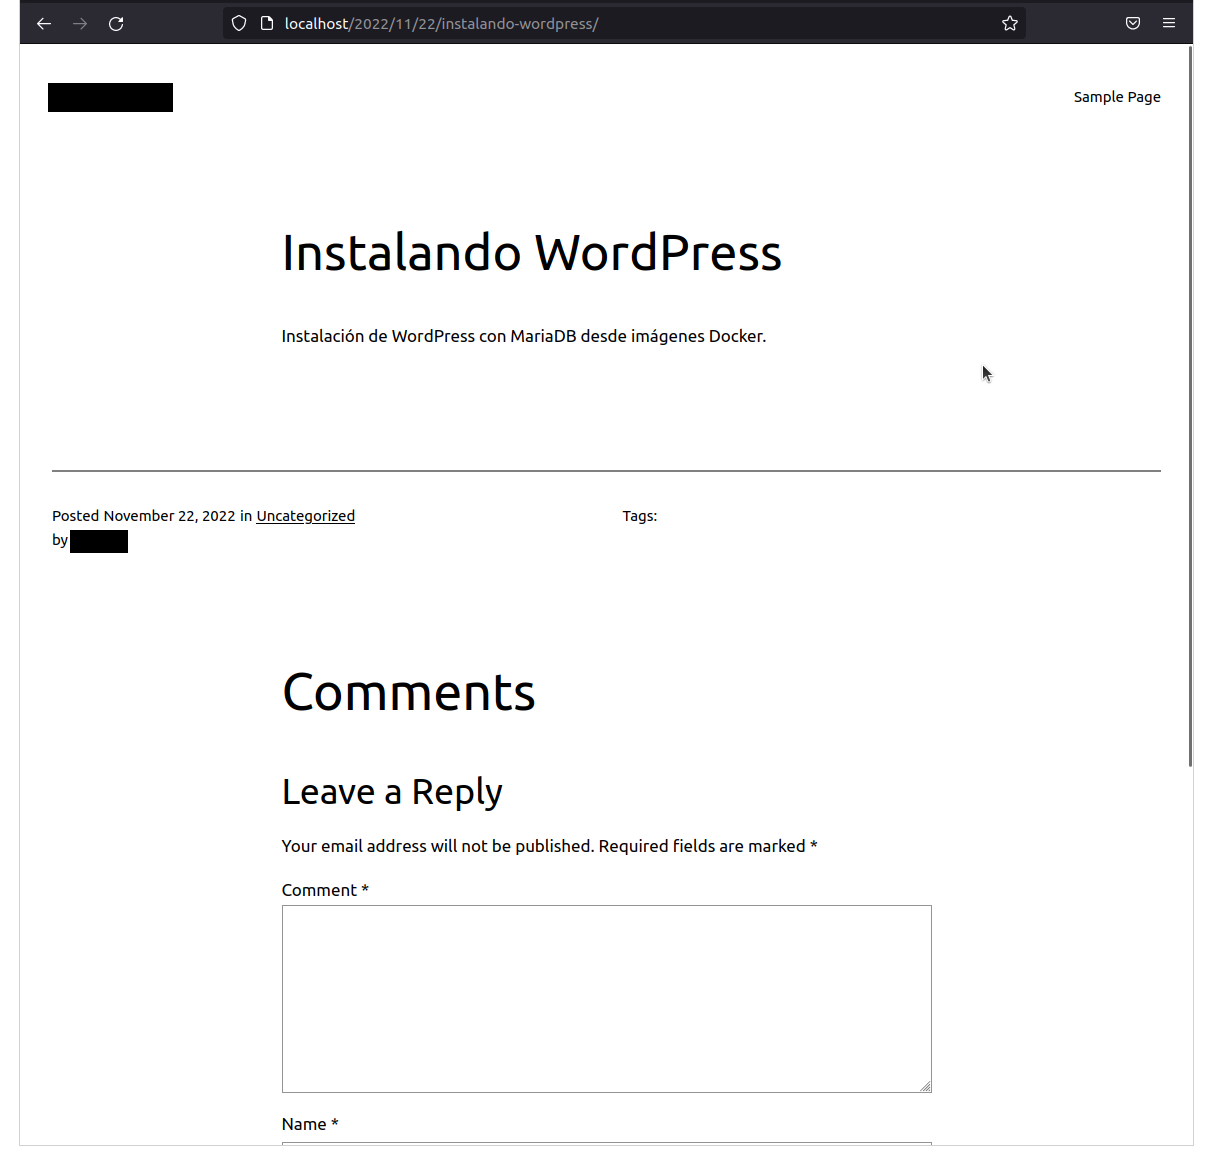 localhost/2022/11/22/instalando-wordpress/
Sample Page
Instalando WordPress
Instalación de WordPress con MariaDB desde imágenes Docker.
Posted November 22, 2022 in Uncategorized
by
Tags:
Comments
Leave a Reply
Your email address will not be published. Required fields are marked *
Comment *
Name *